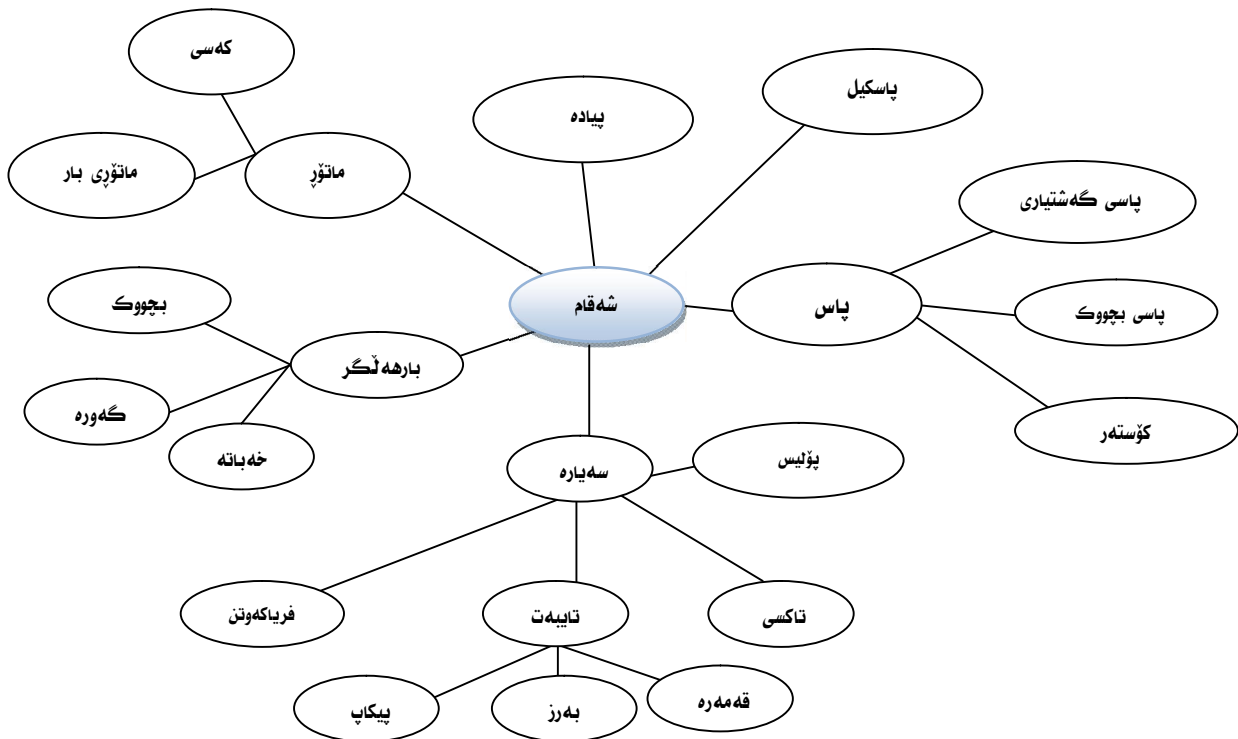 کەسی
پاسکیل
پیادە
ماتۆڕی بار
ماتۆڕ
پاسی گەشتیاری
بچووک
شەقام
پاس
پاسی بچووک
بارهەڵگر
گەورە
کۆستەر
خەباتە
سەیارە
پۆلیس
فریاکەوتن
تایبەت
تاکسی
پیکاپ
بەرز
قەمەرە